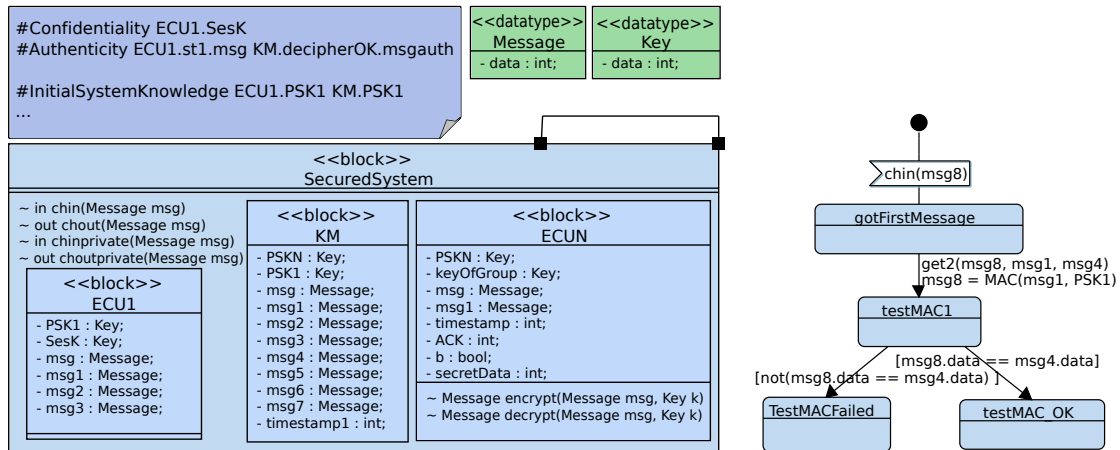 #Confidentiality ECU1.SesK
#Authenticity ECU1.st1.msg KM.decipherOK.msgauth
#InitialSystemKnowledge ECU1.PSK1 KM.PSK1
...
<<datatype>>
Message
- data : int;
<<datatype>>
Key
- data : int;
<<block>>
SecuredSystem
~ in chin(Message msg)
~ out chout(Message msg)
~ in chinprivate(Message msg)
~ out choutprivate(Message msg)
<<block>>
ECU1
- PSK1 : Key;
- SesK : Key;
- msg : Message;
- msg1 : Message;
- msg2 : Message;
- msg3 : Message;
<<block>>
KM
- PSKN : Key;
- PSK1 : Key;
- msg : Message;
- msg1 : Message;
- msg2 : Message;
- msg3 : Message;
- msg4 : Message;
- msg5 : Message;
- msg6 : Message;
- msg7 : Message;
- timestamp1 : int;
<<block>>
ECUN
- PSKN : Key;
- keyOfGroup : Key;
- msg : Message;
- msg1 : Message;
- timestamp : int;
- ACK : int;
- b : bool;
- secretData : int;
~ Message encrypt(Message msg, Key k)
~ Message decrypt(Message msg, Key k)
chin(msg8)
gotFirstMessage
get2(msg8, msg1, msg4)
msg8 = MAC(msg1, PSK1)
testMAC1
[msg8.data == msg4.data]
[not(msg8.data == msg4.data) ]
TestMACFailed
testMAC_OK